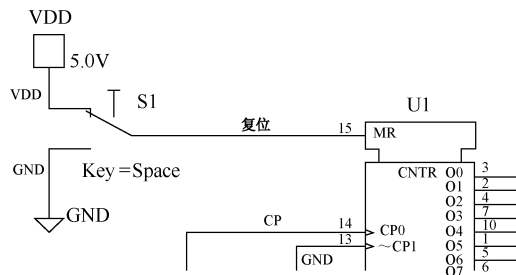 VDD
5.0V
VDD
S1
U1
复位
15
MR
GND
Key =Space
CNTR
O0 3
O1 2
O2 4
O3 7
GND
CP
14
CP0
O4 10
GND
13
~CP1
O5 1
O6 5
O7 6